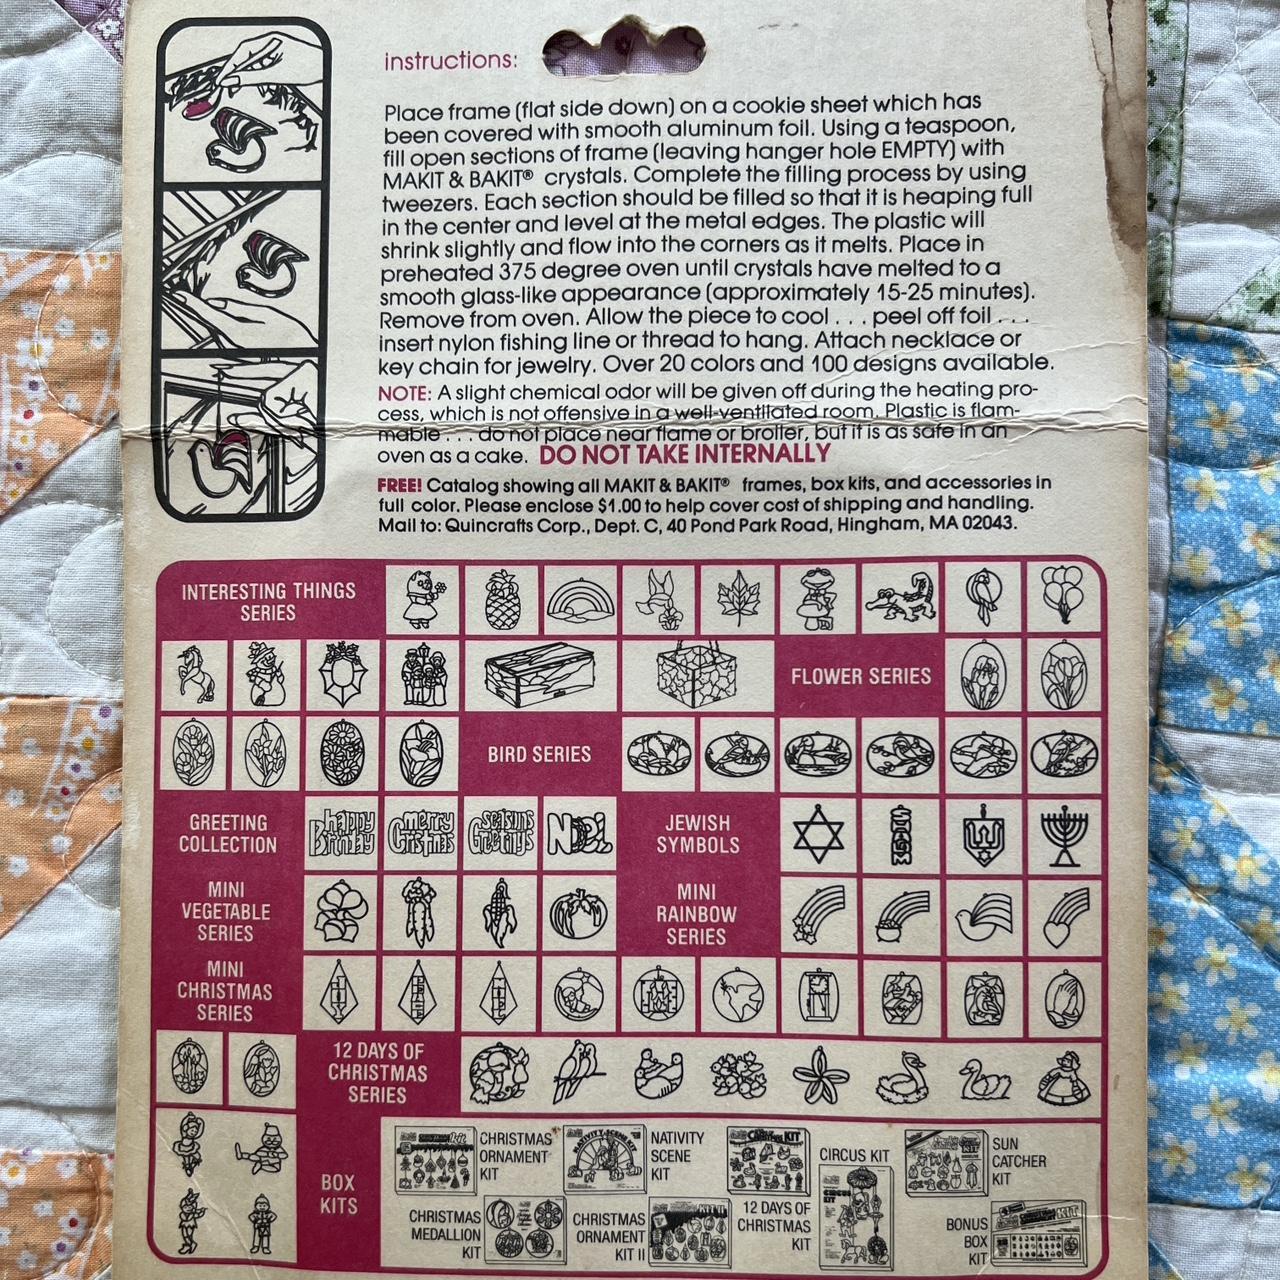 instructions:
Place frame (flat side down) on a cookie sheet which has
been covered with smooth aluminum foil. Using a teaspoon,
fill open sections of frame (leaving hanger hole EMPTY) with
MAKIT & BAKIT® crystals. Complete the filling process by using
tweezers. Each section should be filled so that it is heaping full
in the center and level at the metal edges. The plastic will
shrink slightly and flow into the corners as it melts. Place in
preheated 375 degree oven until crystals have melted to a
smooth glass-like appearance (approximately 15-25 minutes).
Remove from oven. Allow the piece to cool . . . peel off foil . . .
insert nylon fishing line or thread to hang. Attach necklace or
key chain for jewelry. Over 20 colors and 100 designs available.
NOTE: A slight chemical odor will be given off during the heating pro-
cess, which is not offensive in a well-ventilated room. Plastic is flam-
mable . . . do not place near flame or broiler, but it is as safe in an
oven as a cake. DO NOT TAKE INTERNALLY
FREE! Catalog showing all MAKIT & BAKIT® frames, box kits, and accessories in
full color. Please enclose $1.00 to help cover cost of shipping and handling.
Mail to: Quincrafts Corp., Dept. C, 40 Pond Park Road, Hingham, MA 02043.
INTERESTING THINGS
SERIES
FLOWER SERIES
BIRD SERIES
GREETING
COLLECTION
happy
Birthday
merry
Christmas
seasons
Greetings
NOEL
JEWISH
SYMBOLS
MINI
VEGETABLE
SERIES
MINI
RAINBOW
SERIES
MINI
CHRISTMAS
SERIES
12 DAYS OF
CHRISTMAS
SERIES
BOX
KITS
CHRISTMAS
ORNAMENT
KIT
NATIVITY SCENE KIT
NATIVITY
SCENE
KIT
KIT
CIRCUS KIT
CIRCUS
KIT
KIT
SUN
CATCHER
KIT
CHRISTMAS
MEDALLION
KIT
CHRISTMAS
ORNAMENT
KIT II
KIT II
12 DAYS OF
CHRISTMAS
KIT
BONUS
BOX
KIT
KIT